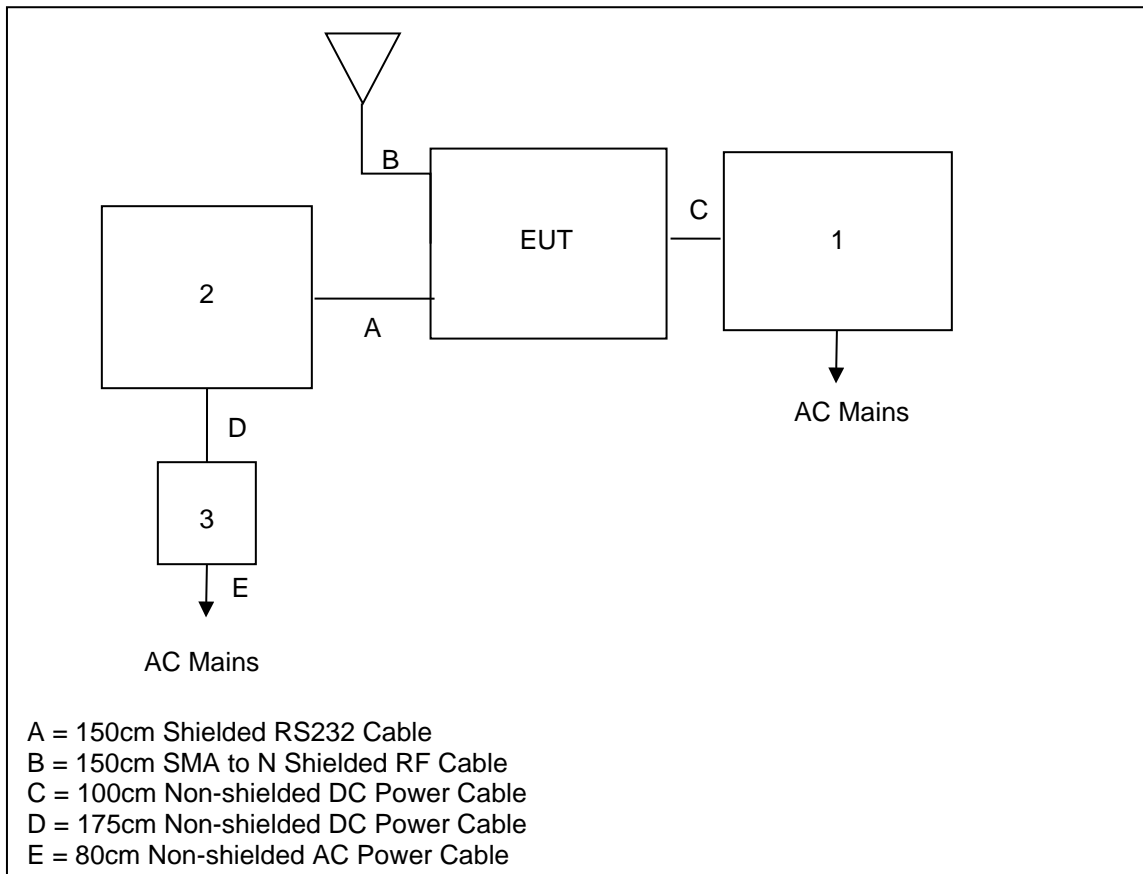 B
C
EUT
1
2
A
AC Mains
D
3
E
AC Mains
A = 150cm Shielded RS232 Cable
B = 150cm SMA to N Shielded RF Cable
C = 100cm Non-shielded DC Power Cable
D = 175cm Non-shielded DC Power Cable
E = 80cm Non-shielded AC Power Cable